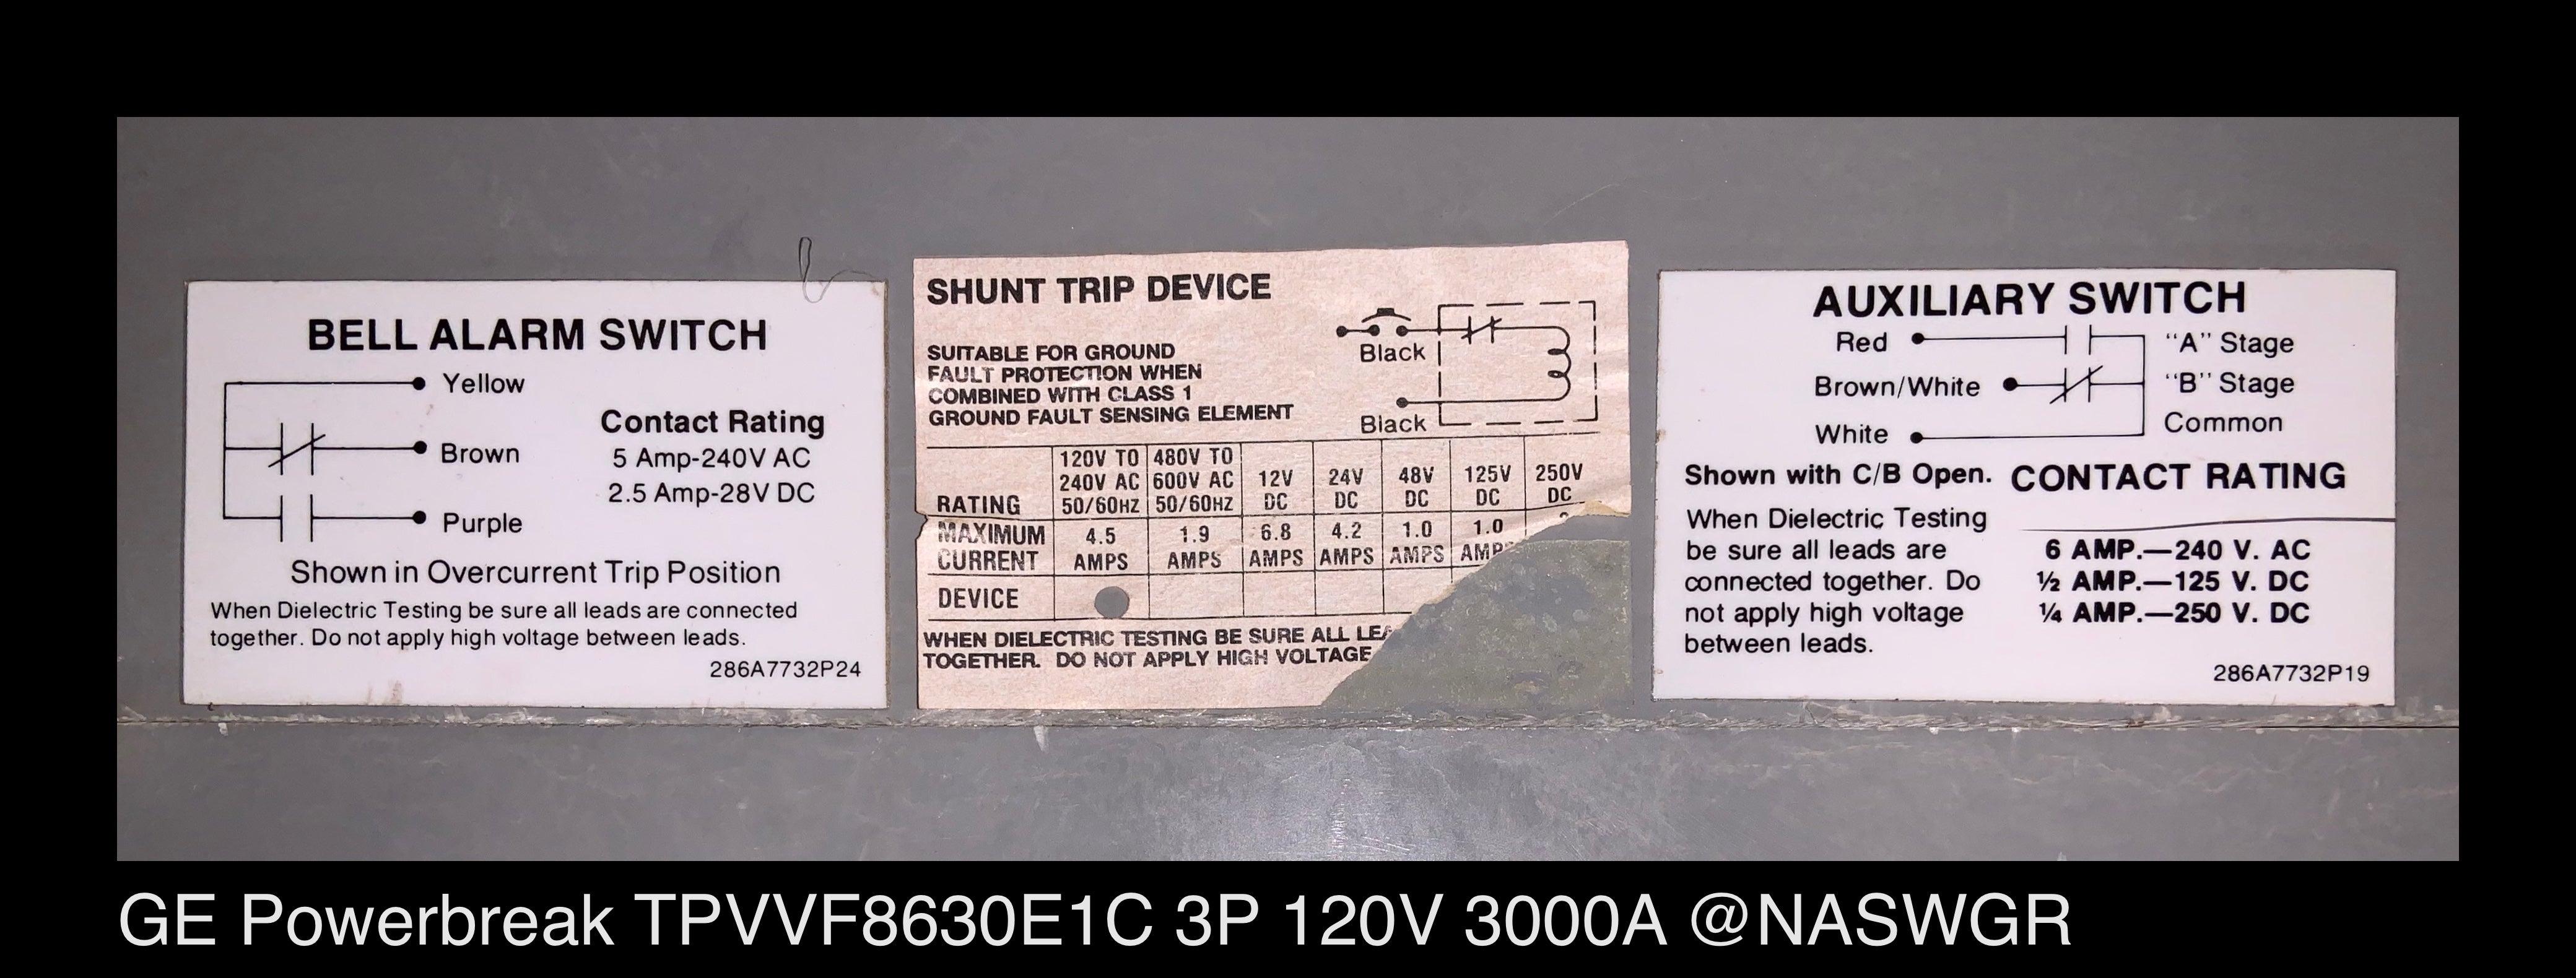 BELL ALARM SWITCH
Yellow
Brown
Purple
Contact Rating
5 Amp-240V AC
2.5 Amp-28V DC
Shown in Overcurrent Trip Position
When Dielectric Testing be sure all leads are connected
together. Do not apply high voltage between leads.
286A7732P24
SHUNT TRIP DEVICE
SUITABLE FOR GROUND
FAULT PROTECTION WHEN
COMBINED WITH CLASS 1
GROUND FAULT SENSING ELEMENT
Black
Black
RATING 120V TO 240V AC 50/60HZ 480V TO 600V AC 50/60HZ 12V DC 24V DC 48V DC 125V DC 250V DC
MAXIMUM CURRENT 4.5 AMPS 1.9 AMPS 6.8 AMPS 4.2 AMPS 1.0 AMPS 1.0 AMPS
DEVICE
WHEN DIELECTRIC TESTING BE SURE ALL
TOGETHER. DO NOT APPLY HIGH VOLTAGE
AUXILIARY SWITCH
Red "A" Stage
Brown/White "B" Stage
White Common
Shown with C/B Open.
When Dielectric Testing
be sure all leads are
connected together. Do
not apply high voltage
between leads.
CONTACT RATING
6 AMP.—240 V. AC
½ AMP.—125 V. DC
¼ AMP.—250 V. DC
286A7732P19
GE Powerbreak TPVVF8630E1C 3P 120V 3000A @NASWGR